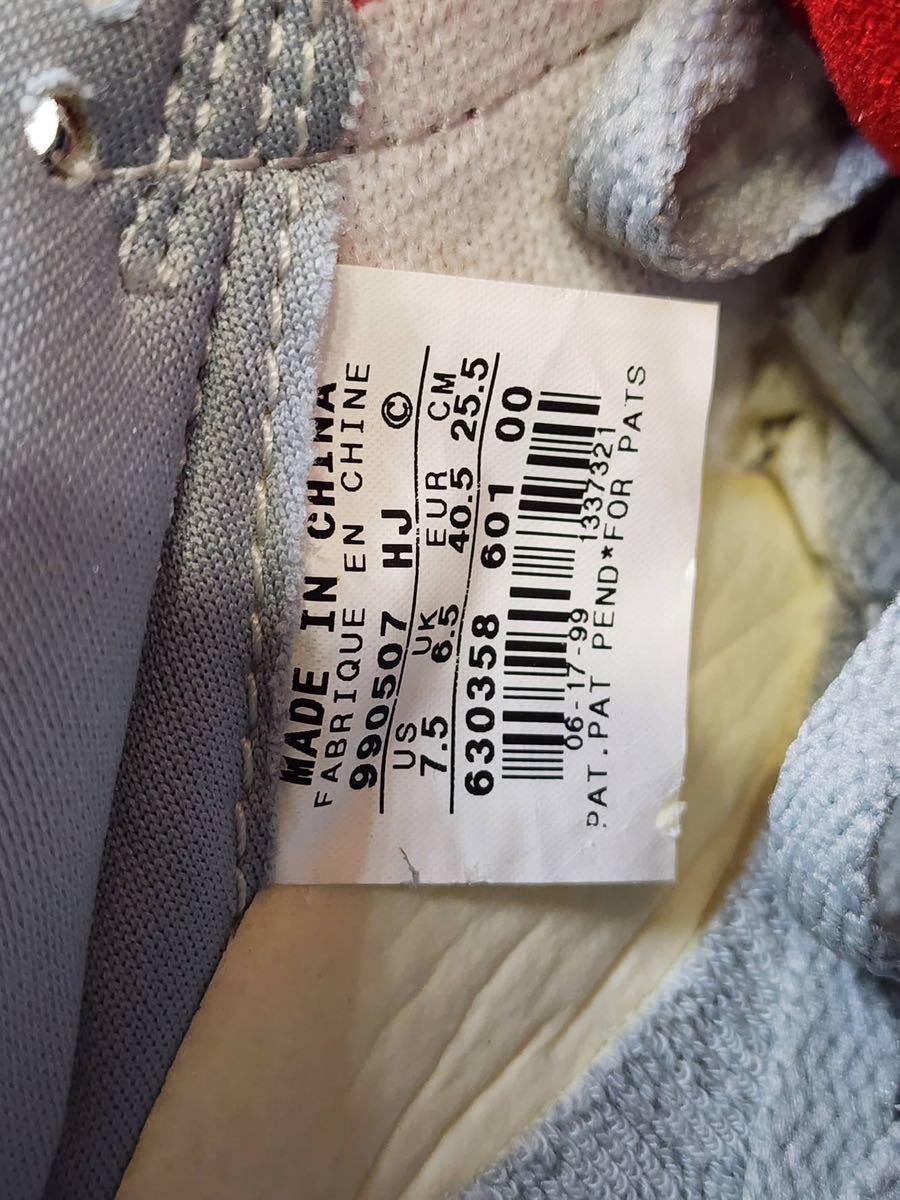 MADE IN CHINA
FABRIQUE EN CHINE
990507 HJ ©
US UK EUR CM
7.5 6.5 40.5 25.5
630358 601 00
06-17-99 1337321
PAT.PAT PEND*FOR PATS